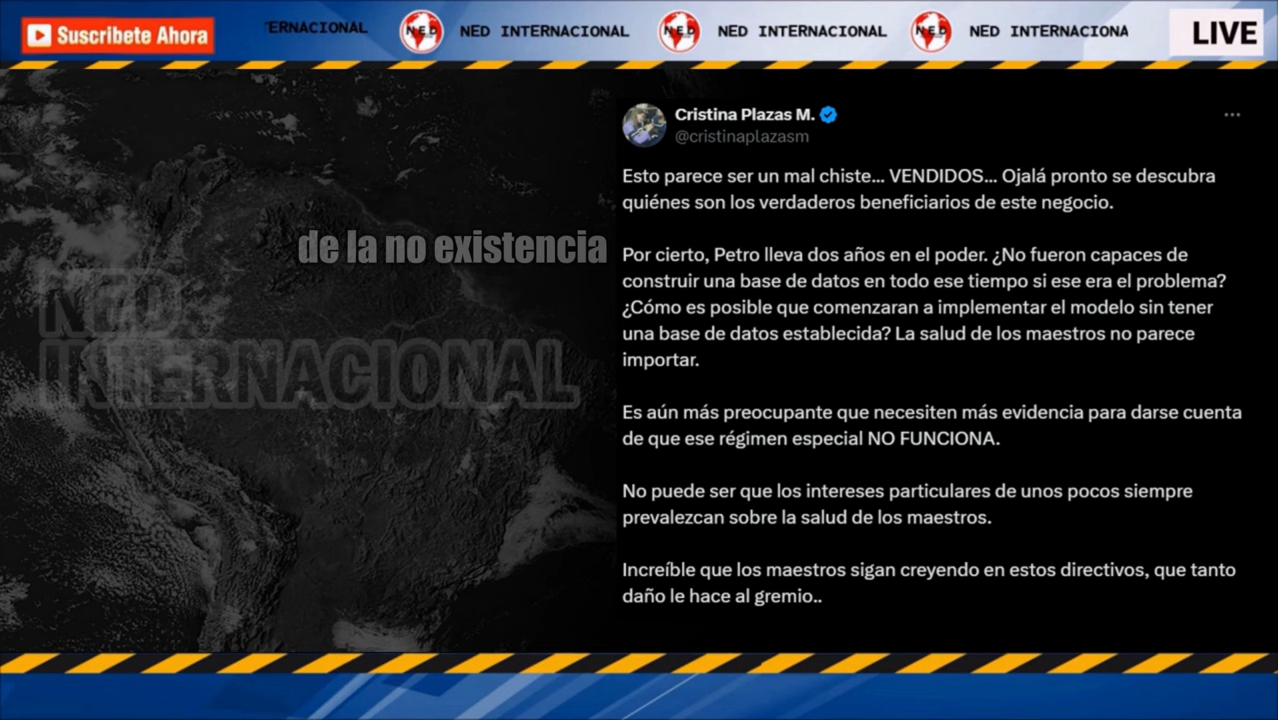 Suscribete Ahora
ERNACIONAL
NED
NED INTERNACIONAL
NED
NED INTERNACIONAL
NED
NED INTERNACIONA
LIVE
de la no existencia
NED
INTERNACIONAL
Cristina Plazas M.
@cristinaplazasm
Esto parece ser un mal chiste... VENDIDOS... Ojalá pronto se descubra
quiénes son los verdaderos beneficiarios de este negocio.
Por cierto, Petro lleva dos años en el poder. ¿No fueron capaces de
construir una base de datos en todo ese tiempo si ese era el problema?
¿Cómo es posible que comenzaran a implementar el modelo sin tener
una base de datos establecida? La salud de los maestros no parece
importar.
Es aún más preocupante que necesiten más evidencia para darse cuenta
de que ese régimen especial NO FUNCIONA.
No puede ser que los intereses particulares de unos pocos siempre
prevalezcan sobre la salud de los maestros.
Increíble que los maestros sigan creyendo en estos directivos, que tanto
daño le hace al gremio..